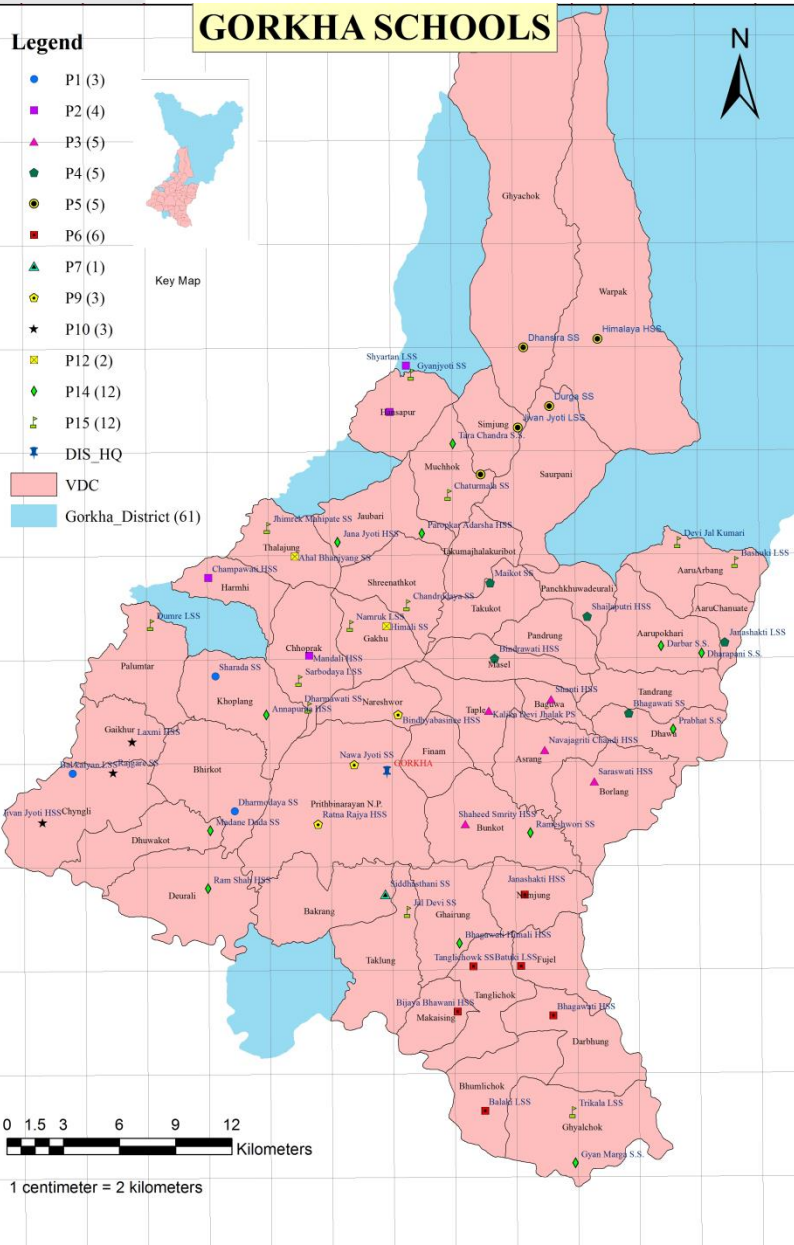 GORKHA SCHOOLS
Legend
P1 (3)
P2 (4)
P3 (5)
P4 (5)
P5 (5)
P6 (6)
P7 (1)
P9 (3)
P10 (3)
P12 (2)
P14 (12)
P15 (12)
DIS_HQ
VDC
Gorkha_District (61)
Key Map
N
Ghyachok
Warpak
Dhansira SS
Himalaya HSS
Shyartan LSS
Gyanjyoti SS
Hansapur
Durga SS
Simjung
Jivan Jyoti LSS
Tara Chandra S.S.
Muchhok
Saurpani
Chaturmala SS
Jaubari
Jhimrek Mahipate SS
Paropkar Adarsha HSS
Jana Jyoti HSS
Devi Jal Kumari
Thalajung
Ahal Bhanjyang SS
Takumajhalakuribot
Bashuki LSS
AaruArbang
Champawati HSS
Harmhi
Shreenathkot
Maikot SS
Panchkhuwadeurali
Takukot
Chandrodaya SS
AaruChanuate
Dumre LSS
Namruk LSS
Shailaputri HSS
Himali SS
Gakhu
Aarupokhari
Pandrung
Darbar S.S.
Janashakti LSS
Chhoprak
Mandali HSS
Bindrawati HSS
Dharapani S.S.
Palumtar
Masel
Sharada SS
Sarbodaya LSS
Tandrang
Khoplang
Dharmawati SS
Nareshwor
Shanti HSS
Baguwa
Bhagawati SS
Annapurna HSS
Bindhyabasinee HSS
Taple
Kalika Devi Jhalak PS
Prabhat S.S.
Dhawa
Laxmi HSS
Gaikhur
Finam
Navajagriti Chandi HSS
Nawa Jyoti SS
GORKHA
Asrang
Bal kalyan LSS
Rajgare SS
Bhirkot
Saraswati HSS
Borlang
Prithbinarayan N.P.
Jivan Jyoti HSS
Chyngli
Dharmodaya SS
Ratna Rajya HSS
Shaheed Smrity HSS
Bunkot
Rameshwori SS
Madane Dada SS
Dhuwakot
Ram Shah HSS
Deurali
Siddhasthani SS
Janashakti HSS
Namjung
Bakrang
Jal Devi SS
Ghairung
Bhagawati Himali HSS
Taklung
Tanglichowk SS
Batuki LSS
Fujel
Tanglichok
Bijaya Bhawani HSS
Makaising
Bhagawati HSS
Darbhung
Bhumlichok
Balaki LSS
Trikala LSS
Ghyalchok
Gyan Marga S.S.
0 1.5 3 6 9 12
Kilometers
1 centimeter = 2 kilometers